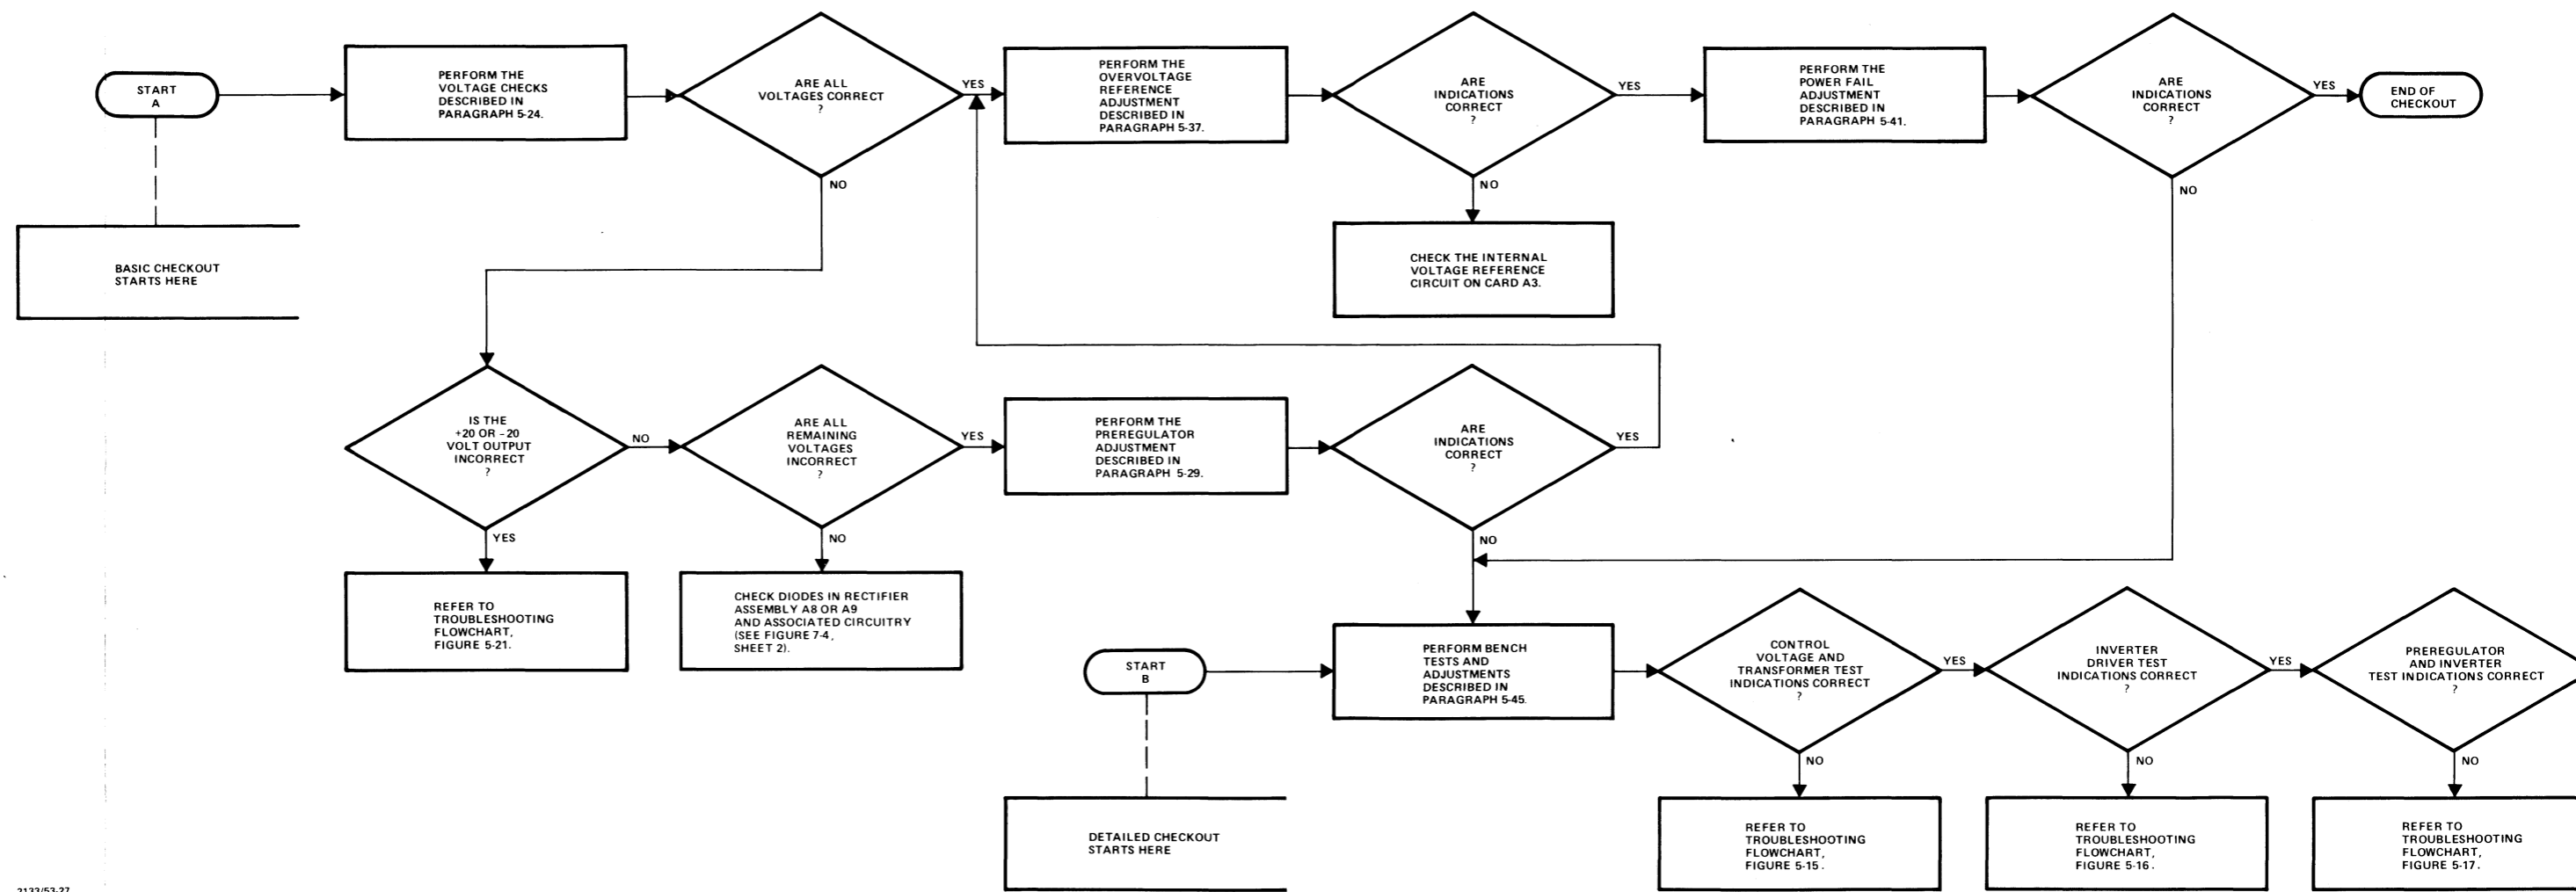 START
A
PERFORM THE
VOLTAGE CHECKS
DESCRIBED IN
PARAGRAPH 5-24.
ARE ALL
VOLTAGES CORRECT
?
YES
NO
PERFORM THE
OVERVOLTAGE
REFERENCE
ADJUSTMENT
DESCRIBED IN
PARAGRAPH 5-37.
ARE
INDICATIONS
CORRECT
?
YES
NO
PERFORM THE
POWER FAIL
ADJUSTMENT
DESCRIBED IN
PARAGRAPH 5-41.
ARE
INDICATIONS
CORRECT
?
YES
NO
END OF
CHECKOUT
BASIC CHECKOUT
STARTS HERE
CHECK THE INTERNAL
VOLTAGE REFERENCE
CIRCUIT ON CARD A3.
IS THE
+20 OR -20
VOLT OUTPUT
INCORRECT
?
NO
YES
ARE ALL
REMAINING
VOLTAGES
INCORRECT
?
YES
NO
PERFORM THE
PREREGULATOR
ADJUSTMENT
DESCRIBED IN
PARAGRAPH 5-29.
ARE
INDICATIONS
CORRECT
?
YES
NO
REFER TO
TROUBLESHOOTING
FLOWCHART,
FIGURE 5-21.
CHECK DIODES IN RECTIFIER
ASSEMBLY A8 OR A9
AND ASSOCIATED CIRCUITRY
(SEE FIGURE 7-4,
SHEET 2).
START
B
PERFORM BENCH
TESTS AND
ADJUSTMENTS
DESCRIBED IN
PARAGRAPH 5-45.
CONTROL
VOLTAGE AND
TRANSFORMER TEST
INDICATIONS CORRECT
?
YES
NO
INVERTER
DRIVER TEST
INDICATIONS CORRECT
?
YES
NO
PREREGULATOR
AND INVERTER
TEST INDICATIONS CORRECT
?
NO
DETAILED CHECKOUT
STARTS HERE
REFER TO
TROUBLESHOOTING
FLOWCHART,
FIGURE 5-15.
REFER TO
TROUBLESHOOTING
FLOWCHART,
FIGURE 5-16.
REFER TO
TROUBLESHOOTING
FLOWCHART,
FIGURE 5-17.
2133/53-27